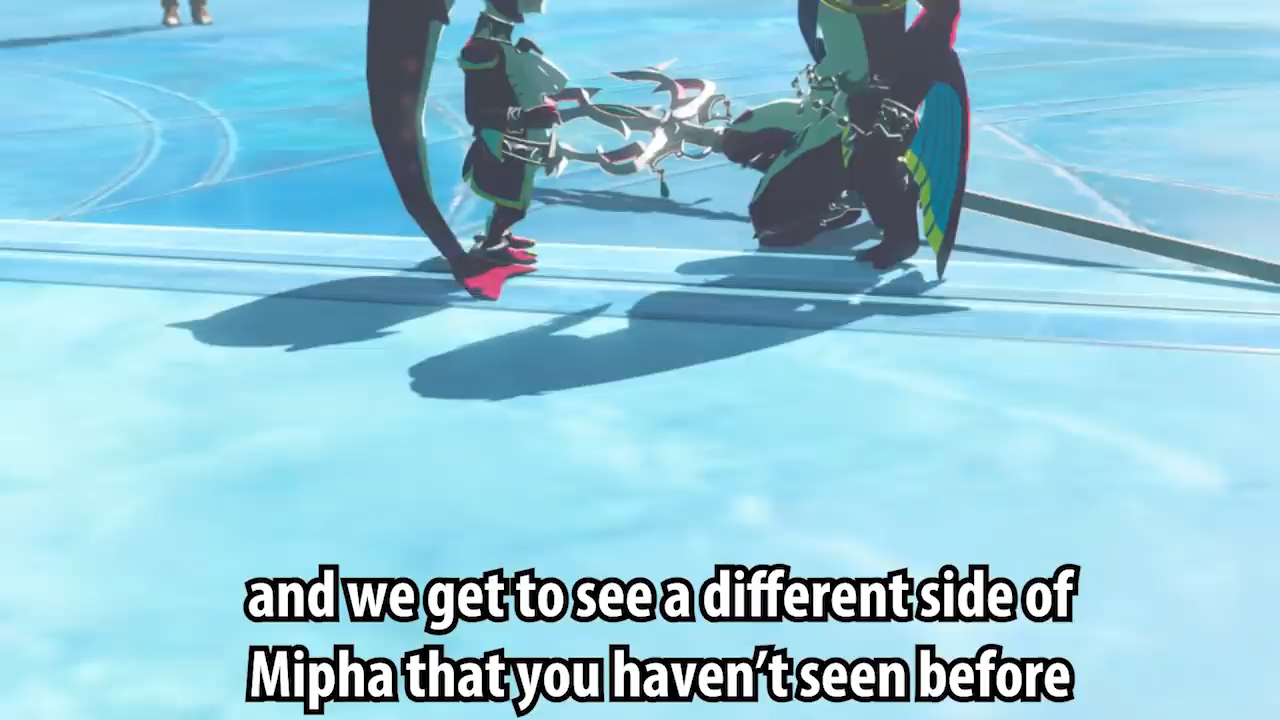 and we get to see a different side of
Mipha that you haven't seen before